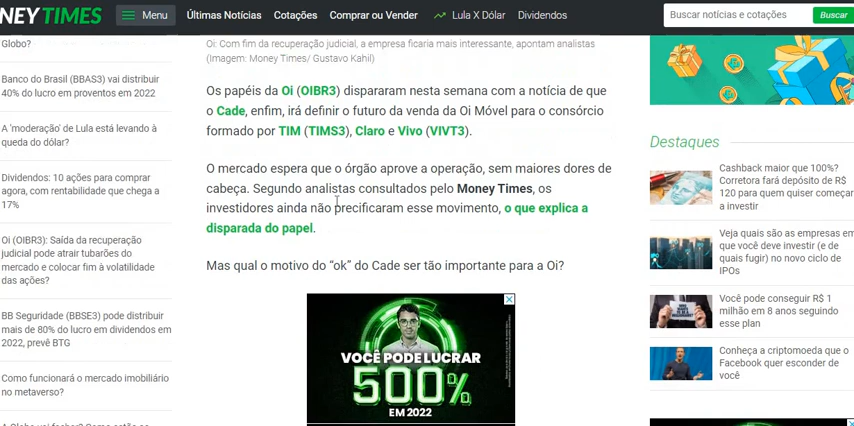 NEY TIMES
Menu
Últimas Notícias
Cotações
Comprar ou Vender
Lula X Dólar
Dividendos
Buscar notícias e cotações
Buscar
Globo?
Banco do Brasil (BBAS3) vai distribuir
40% do lucro em proventos em 2022
A 'moderação' de Lula está levando à
queda do dólar?
Dividendos: 10 ações para comprar
agora, com rentabilidade que chega a
17%
Oi (OIBR3): Saída da recuperação
judicial pode atrair tubarões do
mercado e colocar fim à volatilidade
das ações?
BB Seguridade (BBSE3) pode distribuir
mais de 80% do lucro em dividendos em
2022, prevê BTG
Como funcionará o mercado imobiliário
no metaverso?
Oi: Com fim da recuperação judicial, a empresa ficaria mais interessante, apontam analistas
(Imagem: Money Times/ Gustavo Kahil)
Os papéis da Oi (OIBR3) dispararam nesta semana com a notícia de que
o Cade, enfim, irá definir o futuro da venda da Oi Móvel para o consórcio
formado por TIM (TIMS3), Claro e Vivo (VIVT3).
O mercado espera que o órgão aprove a operação, sem maiores dores de
cabeça. Segundo analistas consultados pelo Money Times, os
investidores ainda não precificaram esse movimento, o que explica a
disparada do papel.
Mas qual o motivo do “ok” do Cade ser tão importante para a Oi?
VOCÊ PODE LUCRAR
500%
EM 2022
Destaques
Cashback maior que 100%?
Corretora fará depósito de R$
120 para quem quiser começar
a investir
Veja quais são as empresas em
que você deve investir (e de
quais fugir) no novo ciclo de
IPOs
Você pode conseguir R$ 1
milhão em 8 anos seguindo
esse plan
Conheça a criptomoeda que o
Facebook quer esconder de
você